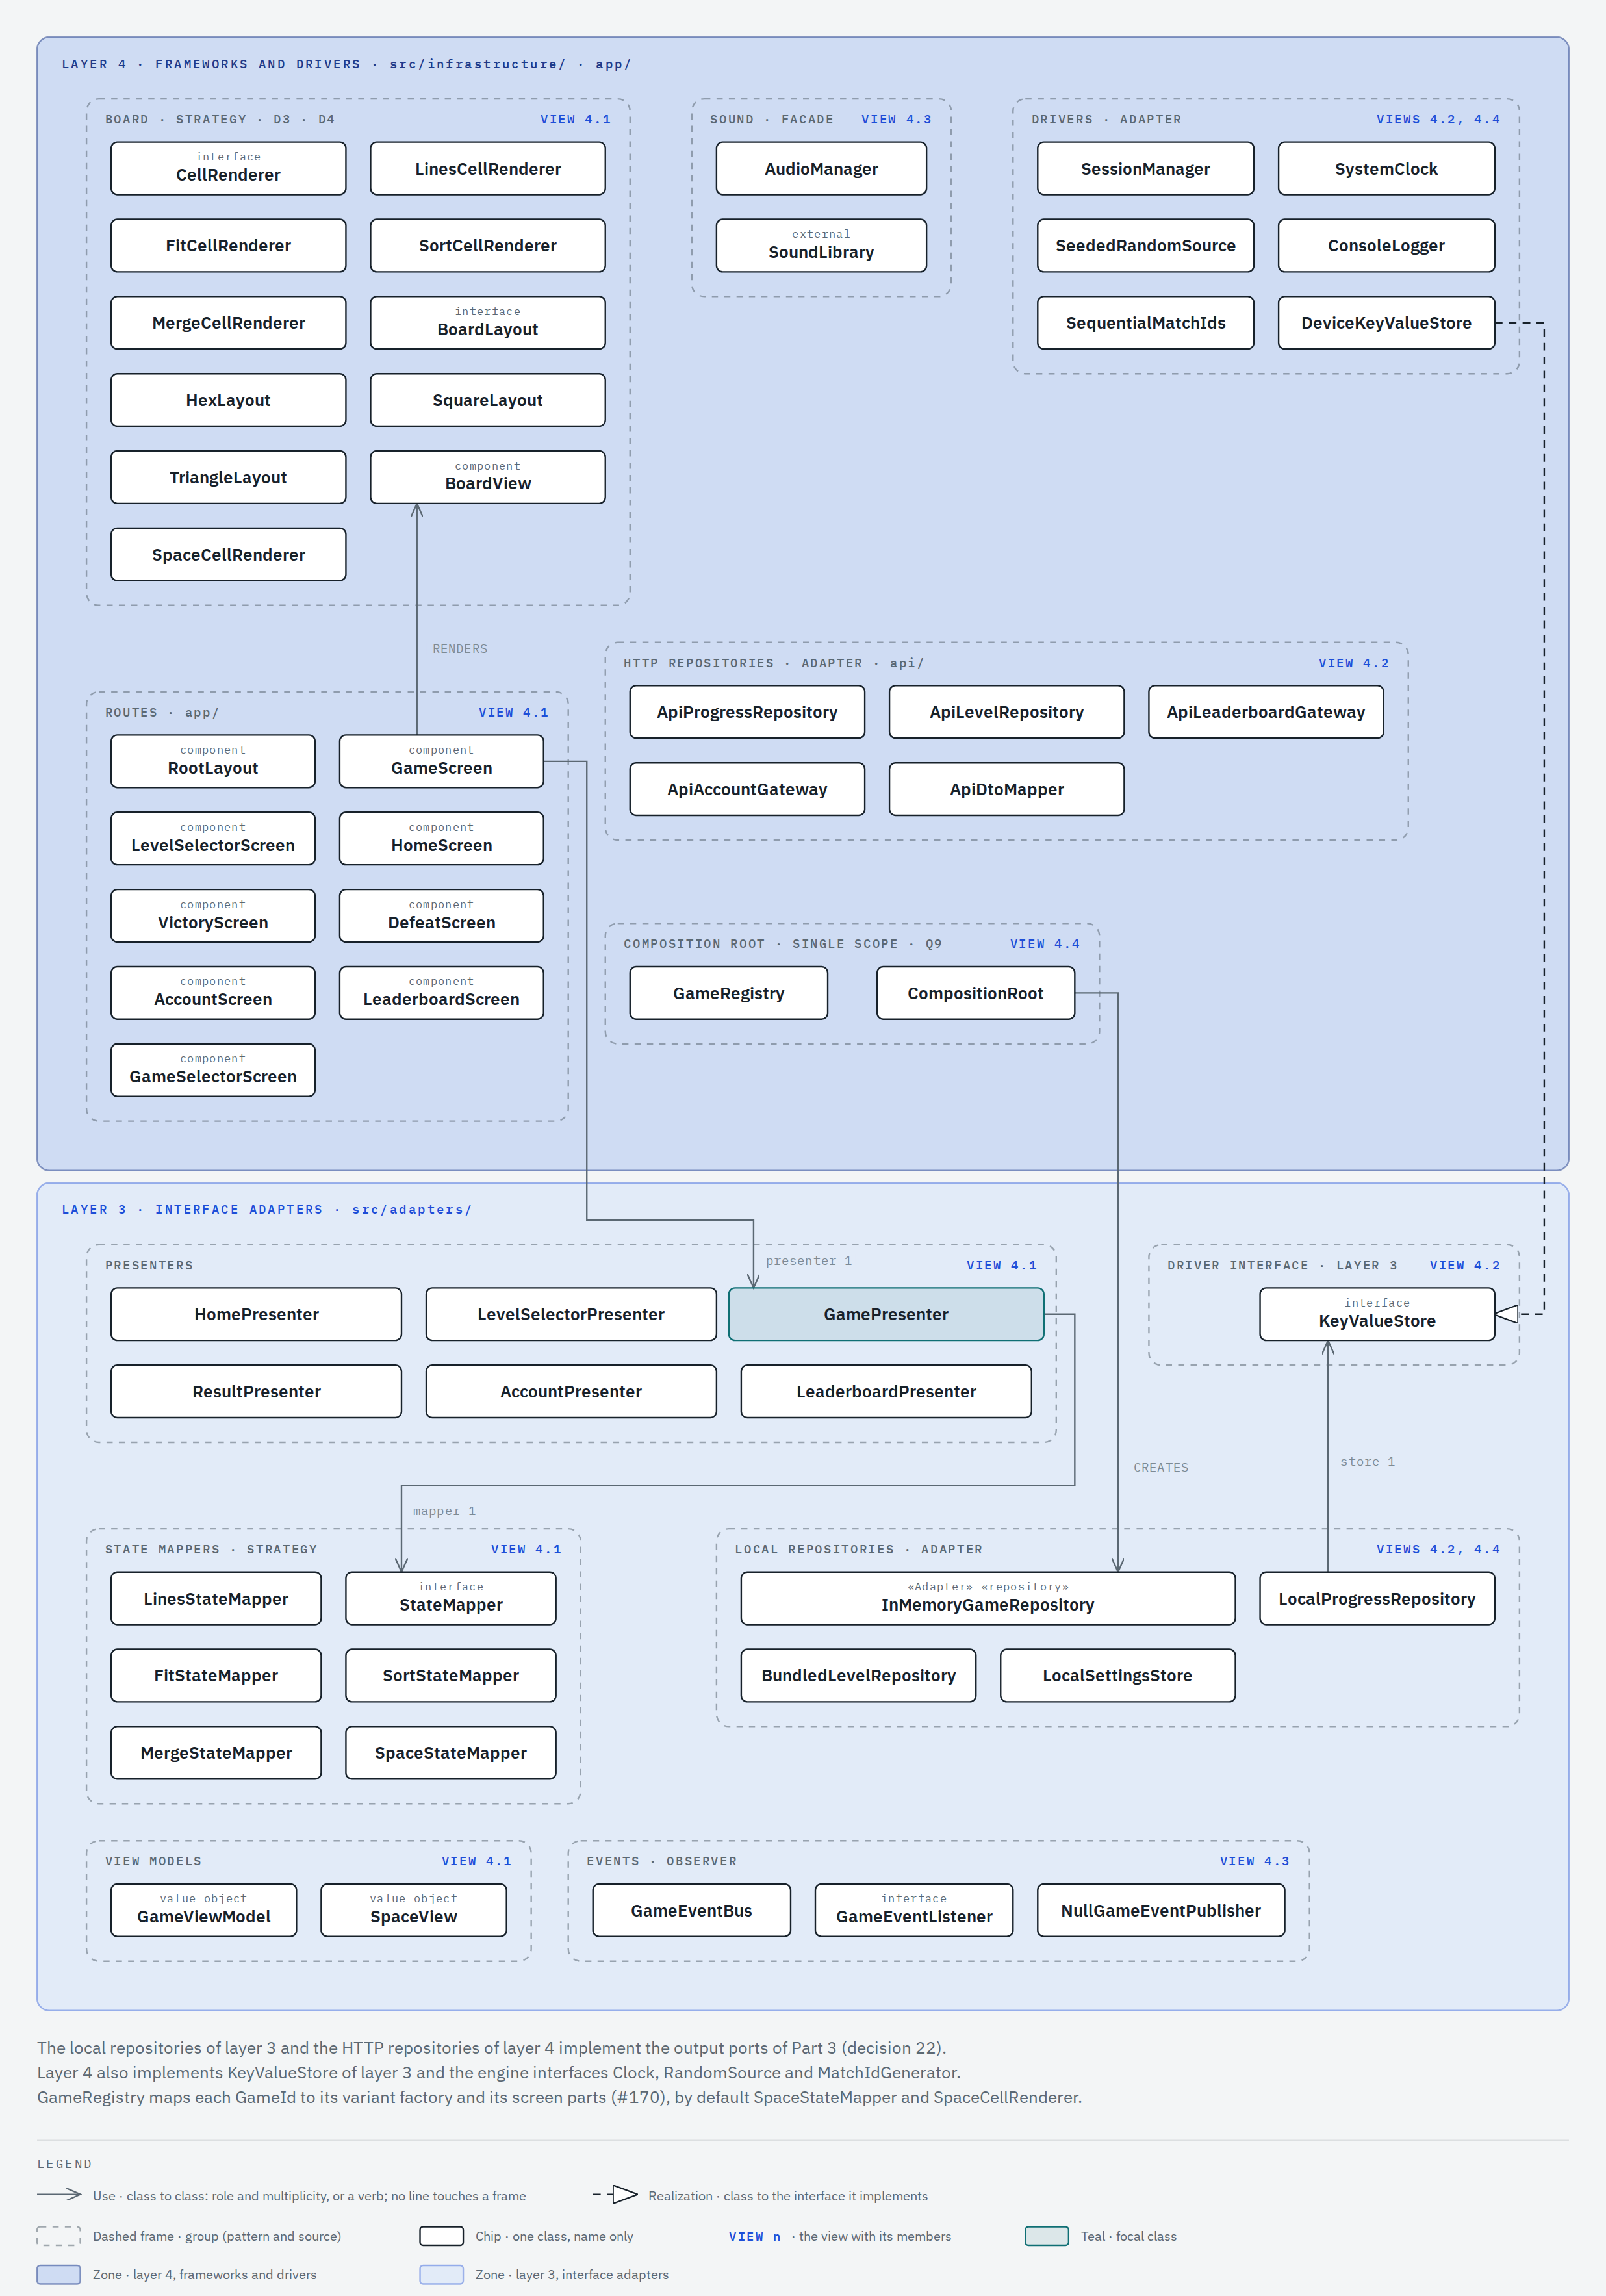 LAYER 4 · FRAMEWORKS AND DRIVERS · src/infrastructure/ · app/
BOARD · STRATEGY · D3 · D4
VIEW 4.1
interface
CellRenderer
LinesCellRenderer
FitCellRenderer
SortCellRenderer
MergeCellRenderer
interface
BoardLayout
HexLayout
SquareLayout
TriangleLayout
component
BoardView
SpaceCellRenderer
SOUND · FACADE
VIEW 4.3
AudioManager
external
SoundLibrary
DRIVERS · ADAPTER
VIEWS 4.2, 4.4
SessionManager
SystemClock
SeededRandomSource
ConsoleLogger
SequentialMatchIds
DeviceKeyValueStore
RENDERS
ROUTES · app/
VIEW 4.1
component
RootLayout
component
GameScreen
component
LevelSelectorScreen
component
HomeScreen
component
VictoryScreen
component
DefeatScreen
component
AccountScreen
component
LeaderboardScreen
component
GameSelectorScreen
HTTP REPOSITORIES · ADAPTER · api/
VIEW 4.2
ApiProgressRepository
ApiLevelRepository
ApiLeaderboardGateway
ApiAccountGateway
ApiDtoMapper
COMPOSITION ROOT · SINGLE SCOPE · Q9
VIEW 4.4
GameRegistry
CompositionRoot
LAYER 3 · INTERFACE ADAPTERS · src/adapters/
PRESENTERS
presenter 1
VIEW 4.1
HomePresenter
LevelSelectorPresenter
GamePresenter
ResultPresenter
AccountPresenter
LeaderboardPresenter
DRIVER INTERFACE · LAYER 3
VIEW 4.2
interface
KeyValueStore
CREATES
store 1
mapper 1
STATE MAPPERS · STRATEGY
VIEW 4.1
LinesStateMapper
interface
StateMapper
FitStateMapper
SortStateMapper
MergeStateMapper
SpaceStateMapper
LOCAL REPOSITORIES · ADAPTER
VIEWS 4.2, 4.4
«Adapter» «repository»
InMemoryGameRepository
LocalProgressRepository
BundledLevelRepository
LocalSettingsStore
VIEW MODELS
VIEW 4.1
value object
GameViewModel
value object
SpaceView
EVENTS · OBSERVER
VIEW 4.3
GameEventBus
interface
GameEventListener
NullGameEventPublisher
The local repositories of layer 3 and the HTTP repositories of layer 4 implement the output ports of Part 3 (decision 22).
Layer 4 also implements KeyValueStore of layer 3 and the engine interfaces Clock, RandomSource and MatchIdGenerator.
GameRegistry maps each GameId to its variant factory and its screen parts (#170), by default SpaceStateMapper and SpaceCellRenderer.
LEGEND
Use · class to class: role and multiplicity, or a verb; no line touches a frame
Realization · class to the interface it implements
Dashed frame · group (pattern and source)
Chip · one class, name only
VIEW n · the view with its members
Teal · focal class
Zone · layer 4, frameworks and drivers
Zone · layer 3, interface adapters